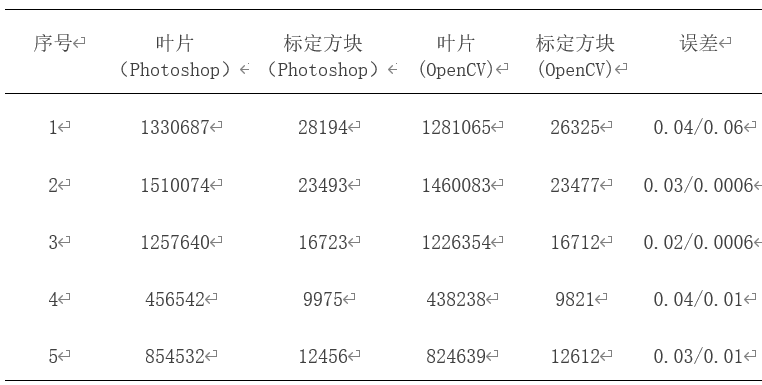 序号 叶片 标定方块 叶片 标定方块 误差
（Photoshop） （Photoshop） (OpenCV) (OpenCV)
1 1330687 28194 1281065 26325 0.04/0.06
2 1510074 23493 1460083 23477 0.03/0.0006
3 1257640 16723 1226354 16712 0.02/0.0006
4 456542 9975 438238 9821 0.04/0.01
5 854532 12456 824639 12612 0.03/0.01